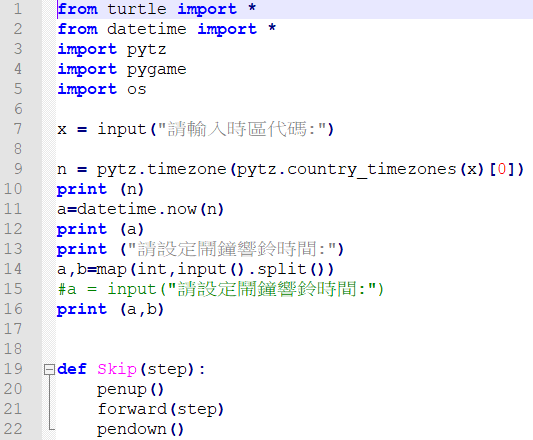 1 from turtle import *
2 from datetime import *
3 import pytz
4 import pygame
5 import os
6
7 x = input("請輸入時區代碼:")
8
9 n = pytz.timezone(pytz.country_timezones(x)[0])
10 print (n)
11 a=datetime.now(n)
12 print (a)
13 print ("請設定鬧鐘響鈴時間:")
14 a,b=map(int,input().split())
15 #a = input("請設定鬧鐘響鈴時間:")
16 print (a,b)
17
18
19 def Skip(step):
20     penup()
21     forward(step)
22     pendown()